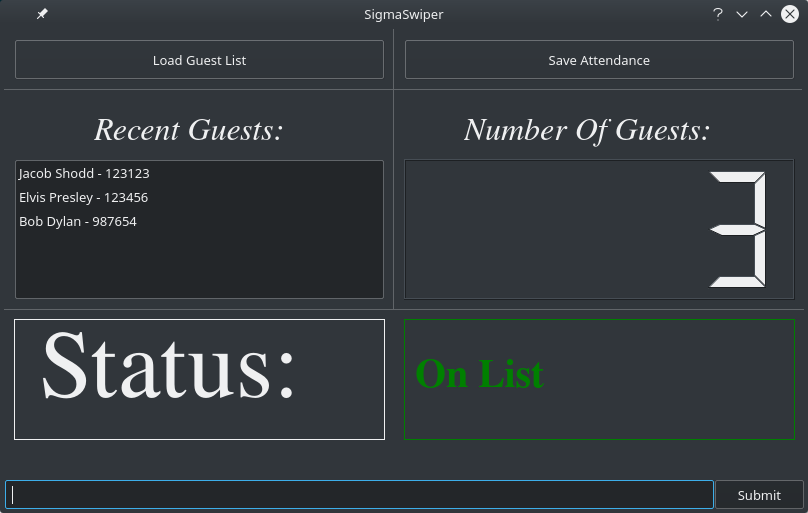 SigmaSwiper
Load Guest List
Save Attendance
Recent Guests:
Number Of Guests:
Jacob Shodd - 123123
Elvis Presley - 123456
Bob Dylan - 987654
3
Status:
On List
Submit